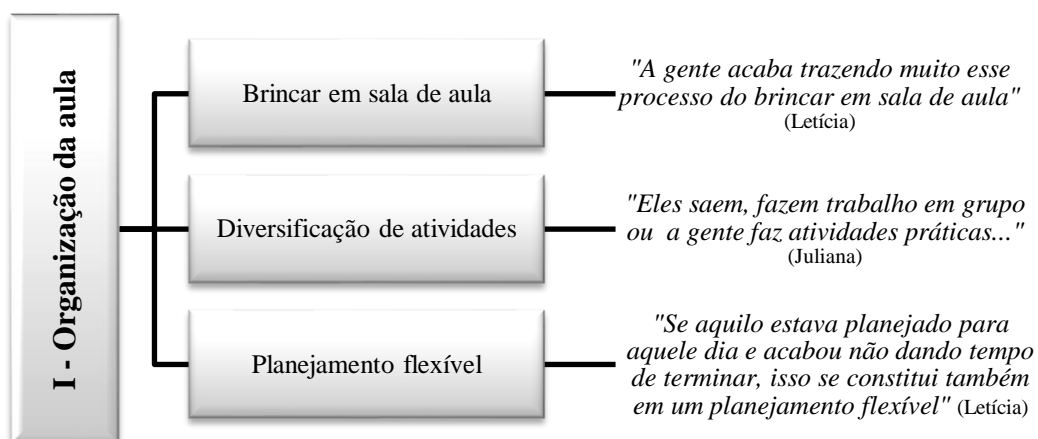 I - Organização da aula
Brincar em sala de aula
"A gente acaba trazendo muito esse
processo do brincar em sala de aula"
(Letícia)
Diversificação de atividades
"Eles saem, fazem trabalho em grupo
ou a gente faz atividades práticas..."
(Juliana)
Planejamento flexível
"Se aquilo estava planejado para
aquele dia e acabou não dando tempo
de terminar, isso se constitui também
em um planejamento flexível" (Letícia)